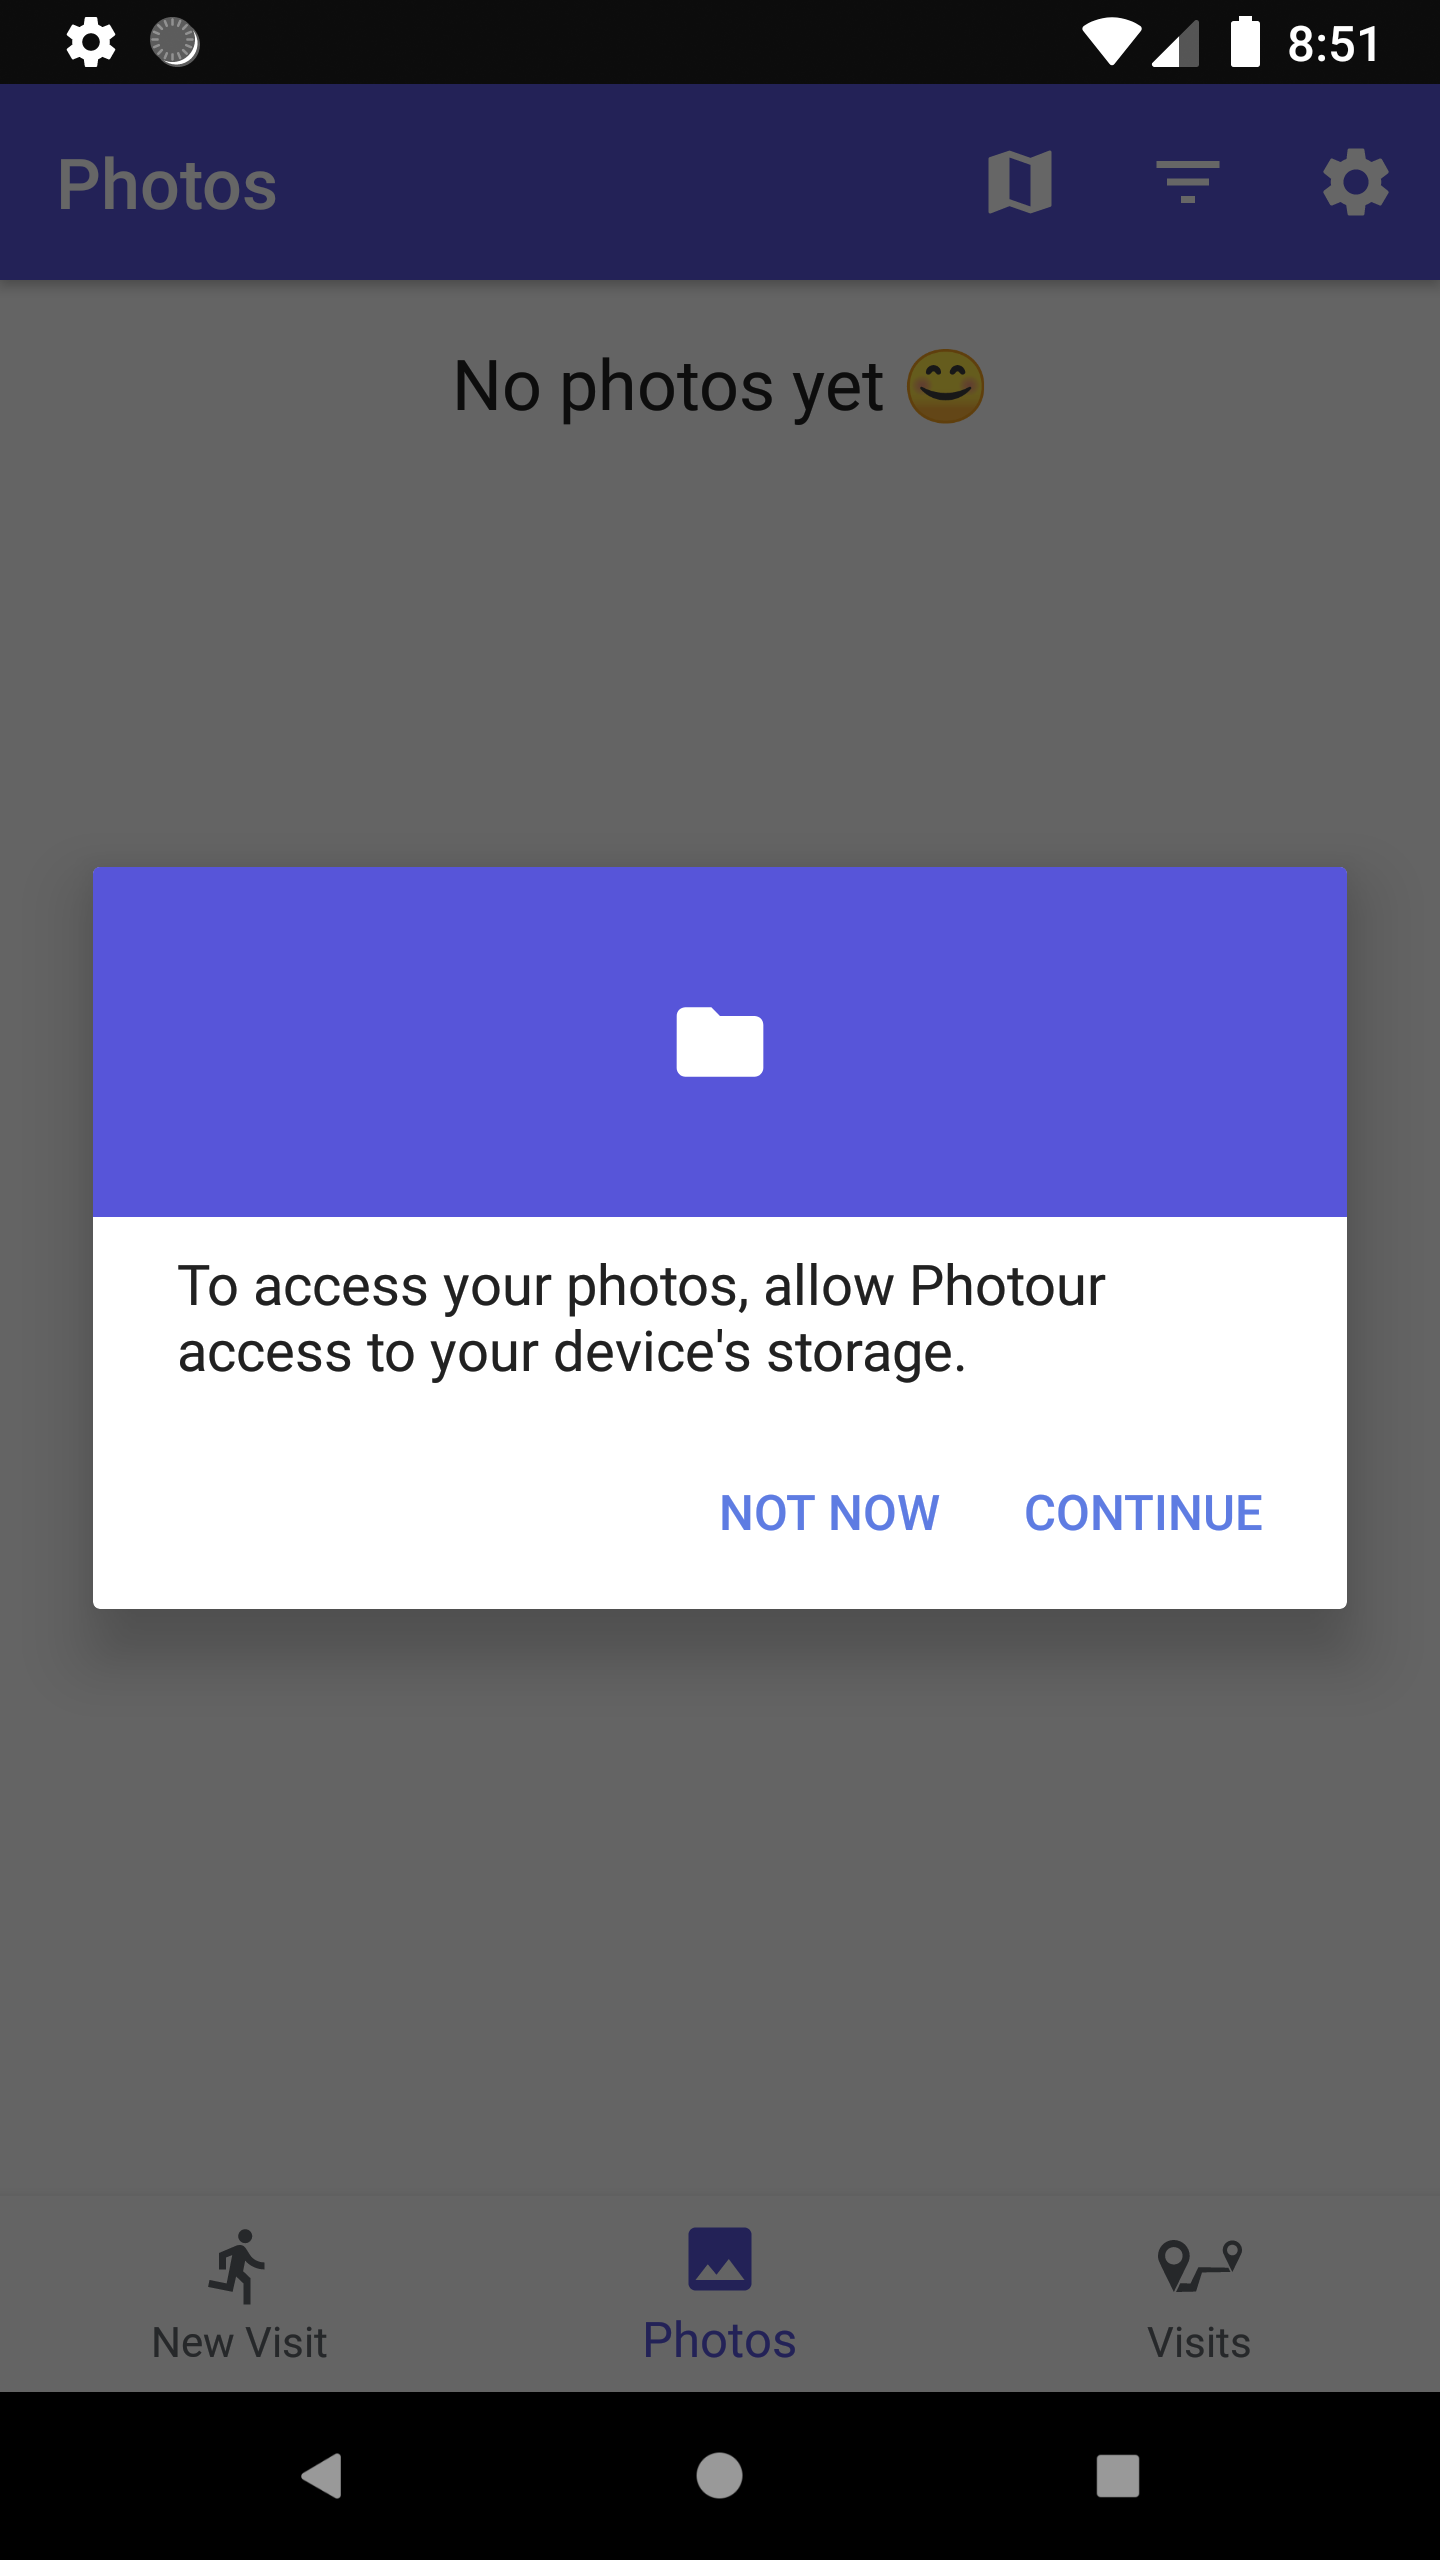 8:51
Photos
No photos yet 😄
To access your photos, allow Photour
access to your device's storage.
NOT NOW CONTINUE
New Visit Photos Visits